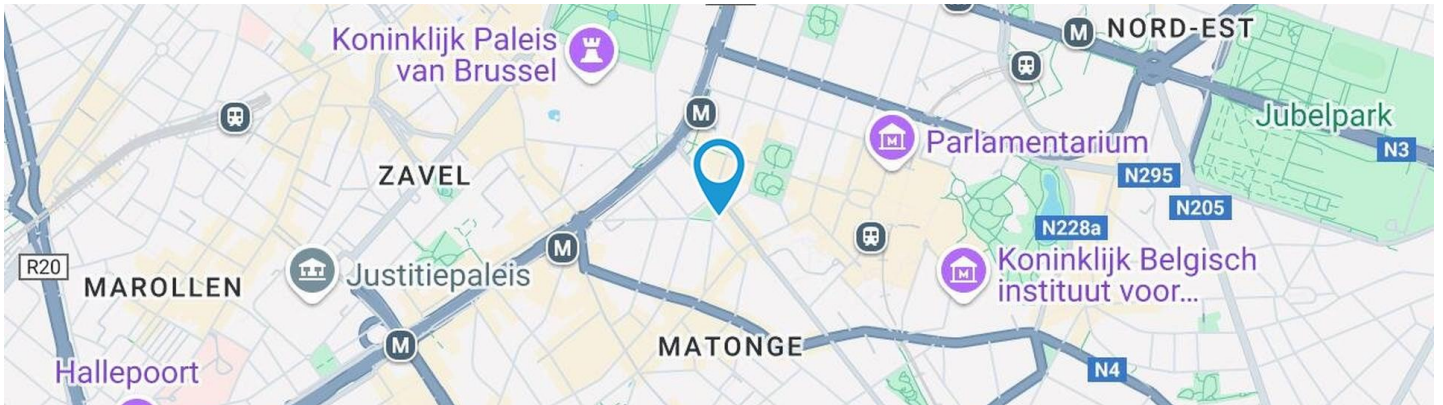 NORD-EST
Koninklijk Paleis
van Brussel
M
M
Jubelpark
Parlamentarium
N3
ZAVEL
N295
N205
N228a
M
R20
Justitiepaleis
Koninklijk Belgisch
instituut voor...
MAROLLEN
M
MATONGE
Hallepoort
N4